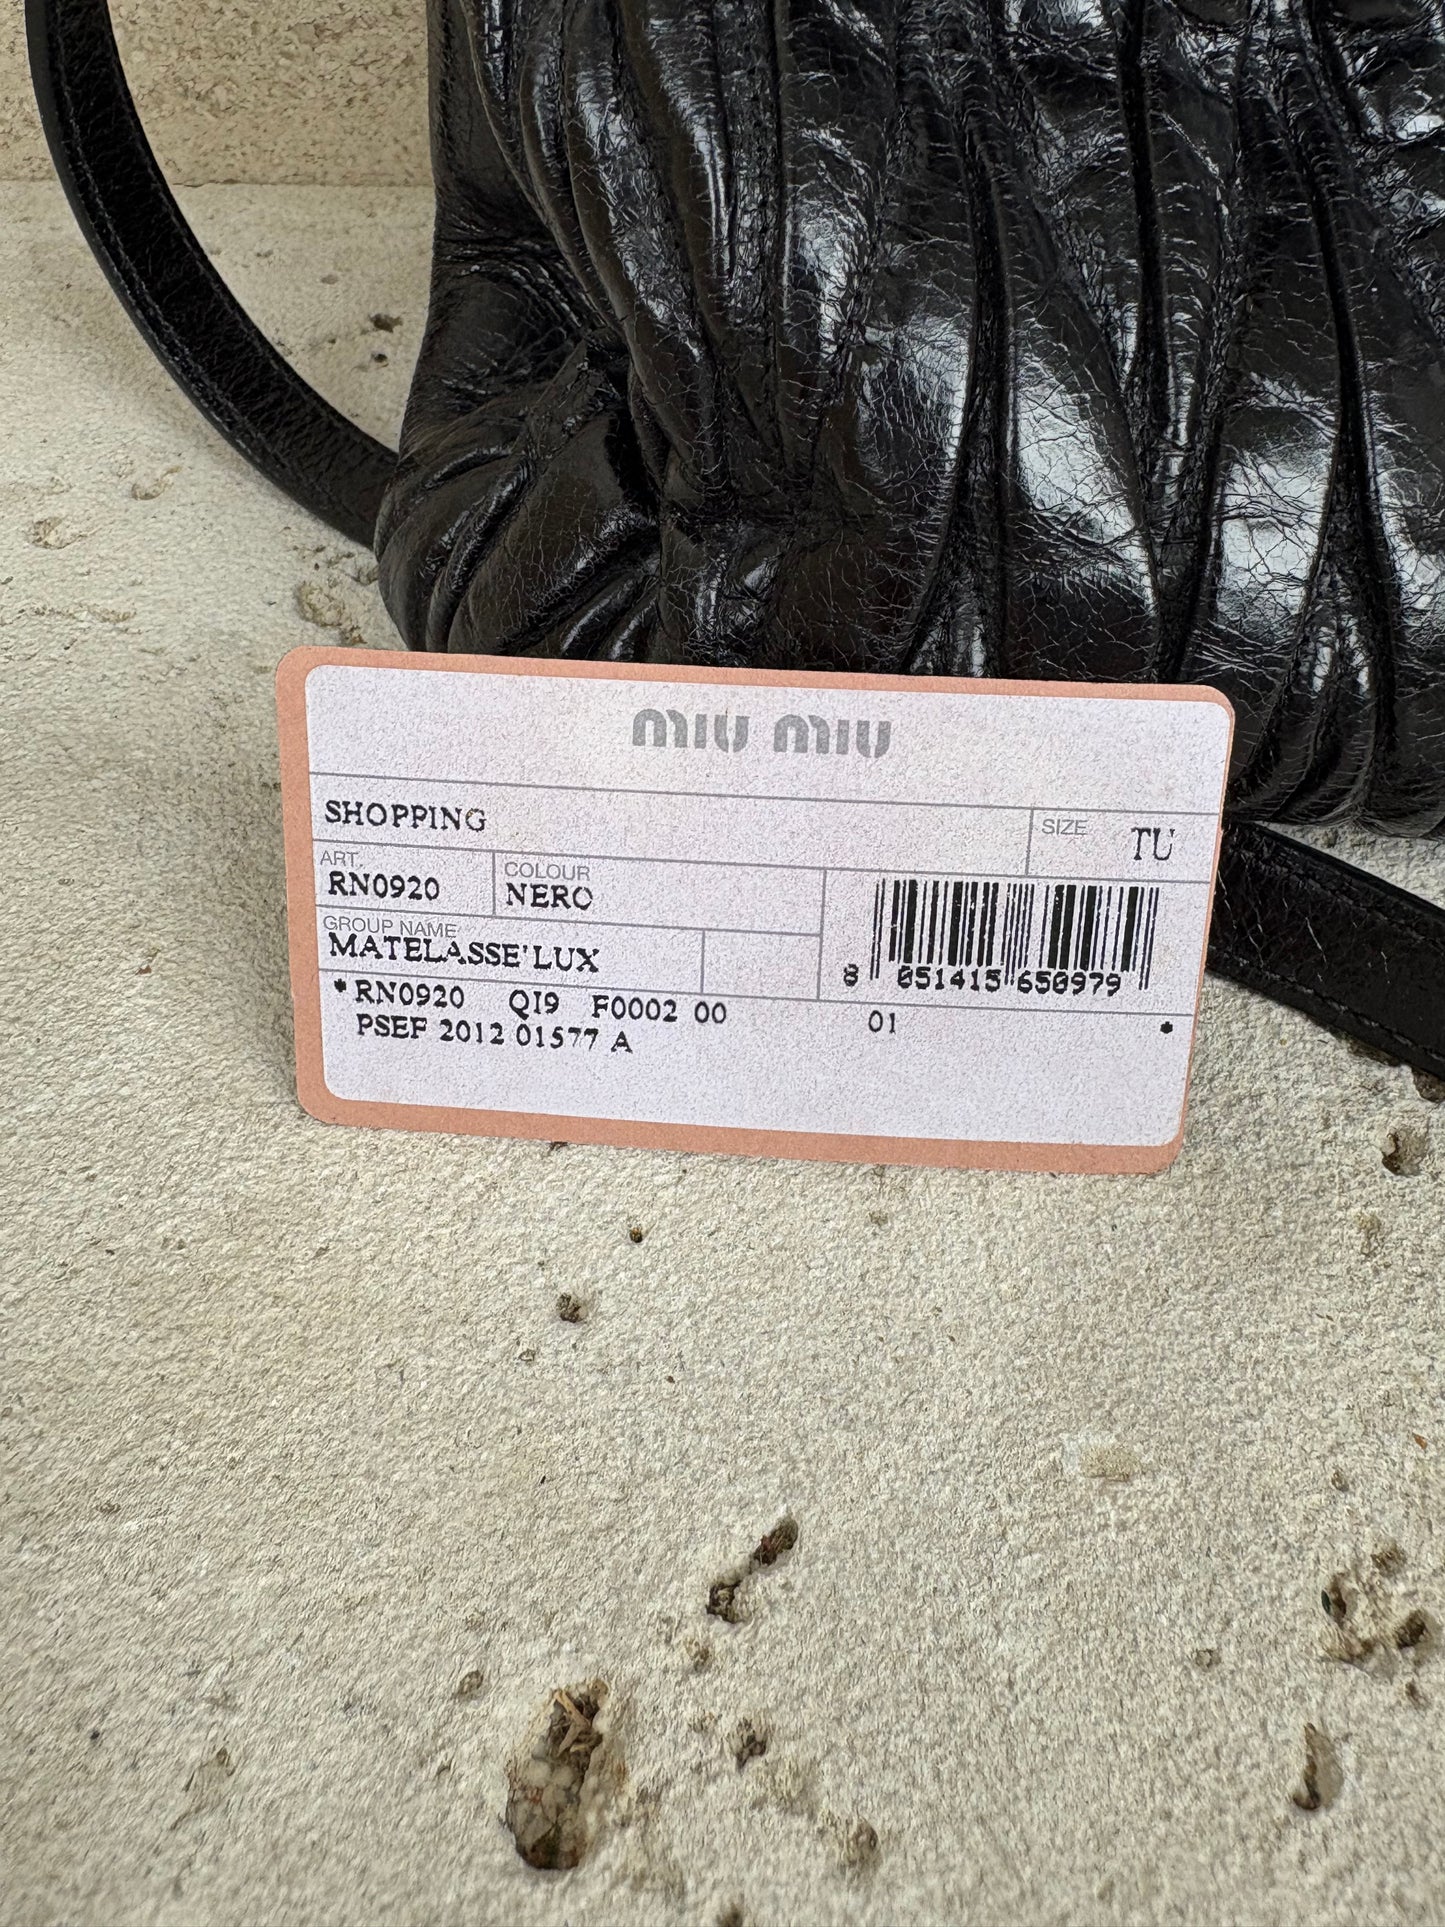 miu miu
SHOPPING
SIZE TU
ART. COLOUR
RN0920 NERO
GROUP NAME
MATELASSE'LUX
8 051415 650979
* RN0920 QI9 F0002 00 01 *
PSEF 2012 01577 A